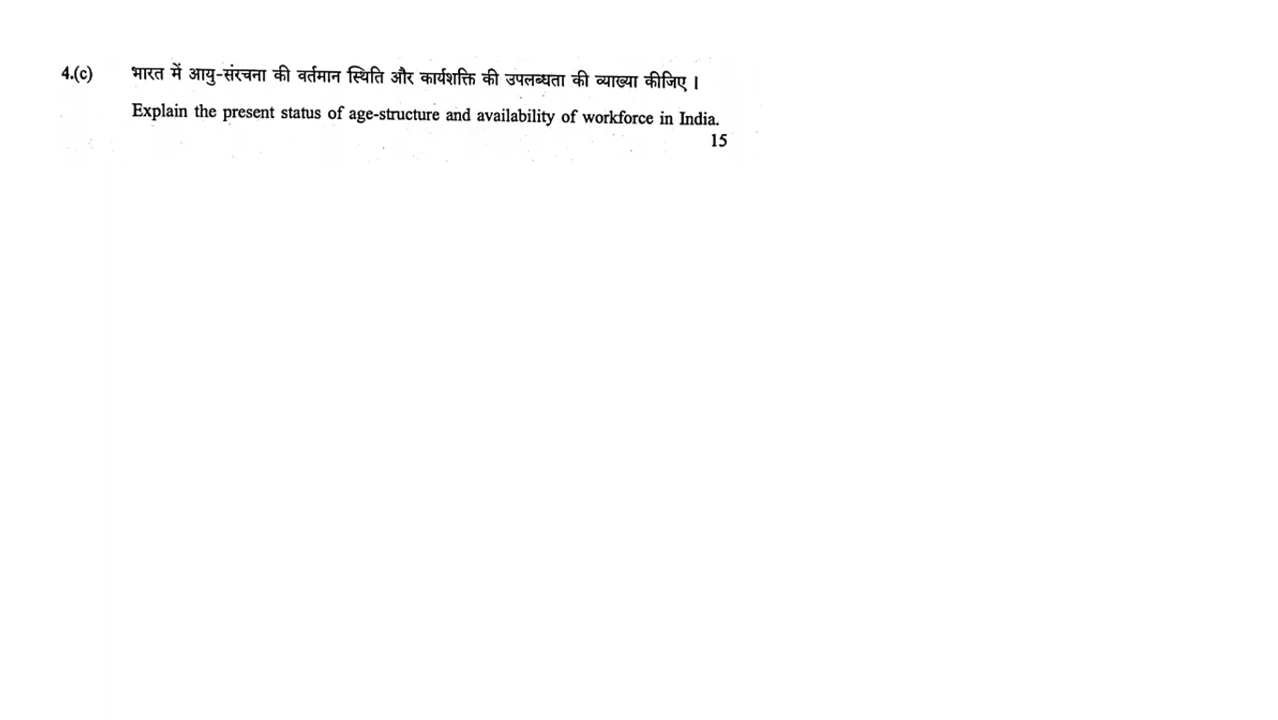 4.(c) भारत में आयु-संरचना की वर्तमान स्थिति और कार्यशक्ति की उपलब्धता की व्याख्या कीजिए ।
Explain the present status of age-structure and availability of workforce in India.
15